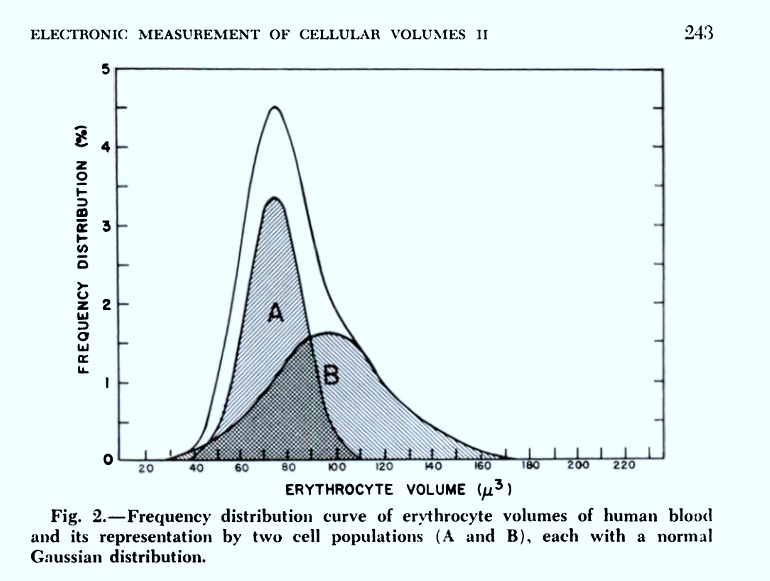 ELECTRONIC MEASUREMENT OF CELLULAR VOLUMES II 243
5
4
3
2
1
0
FREQUENCY DISTRIBUTION (%)
A
B
20 40 60 80 100 120 140 160 180 200 220
ERYTHROCYTE VOLUME (μ³)
Fig. 2.—Frequency distribution curve of erythrocyte volumes of human blood
and its representation by two cell populations (A and B), each with a normal
Gaussian distribution.